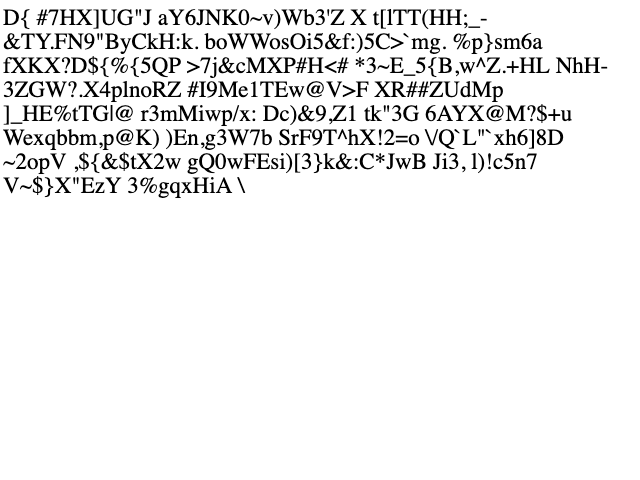 D{ #7HX]UG"J aY6JNK0~v)Wb3'Z X t[lTT(HH;_-
&TY.FN9"ByCkH:k. boWWosOi5&f:)5C>`mg. %p}sm6a
fXKX?D${%{5QP >7j&cMXP#H<# *3~E_5{B,w^Z.+HL NhH-
3ZGW?.X4plnoRZ #I9Me1TEw@V>F XR##ZUdMp
]_HE%tTG|@ r3mMiwp/x: Dc)&9,Z1 tk"3G 6AYX@M?$+u
Wexqbbm,p@K) )En,g3W7b SrF9T^hX!2=o \/Q`L"`xh6]8D
~2opV ,${&$tX2w gQ0wFEsi)[3}k&:C*JwB Ji3, l)!c5n7
V~$}X"EzY 3%gqxHiA \